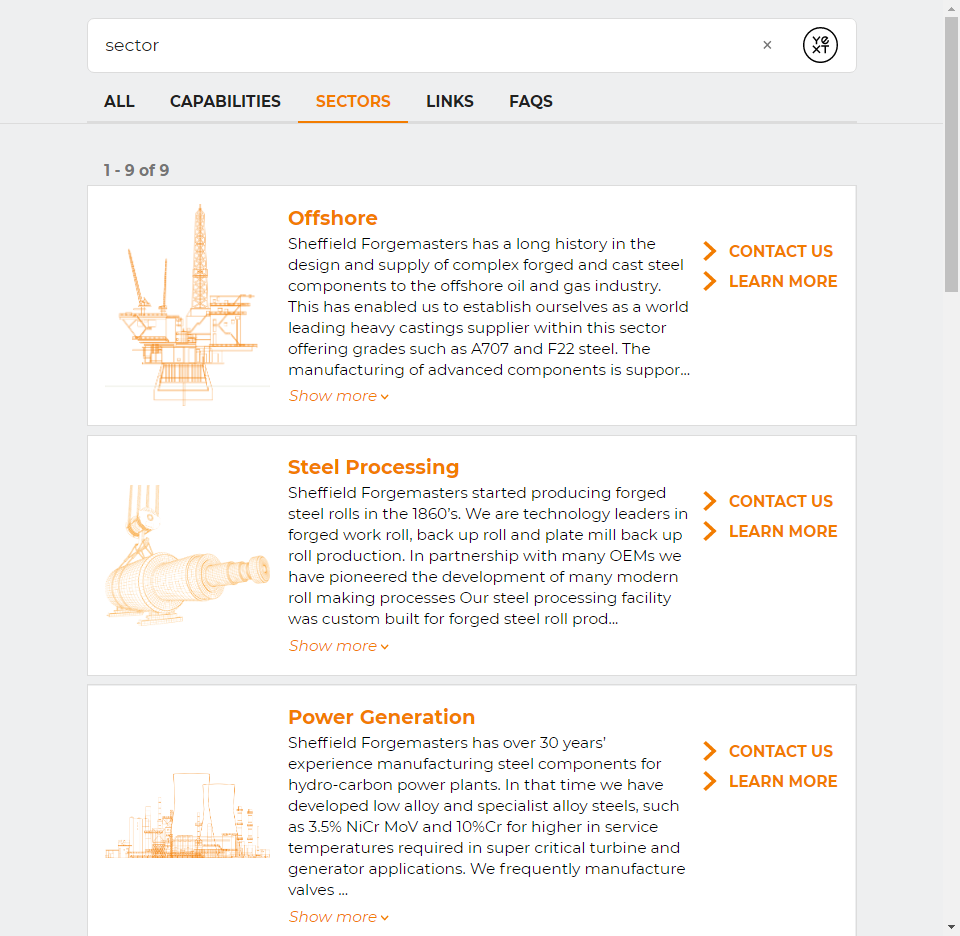 sector
×
YEXT
ALL
CAPABILITIES
SECTORS
LINKS
FAQS
1 - 9 of 9
Offshore
Sheffield Forgemasters has a long history in the
design and supply of complex forged and cast steel
components to the offshore oil and gas industry.
This has enabled us to establish ourselves as a world
leading heavy castings supplier within this sector
offering grades such as A707 and F22 steel. The
manufacturing of advanced components is suppor...
Show more
CONTACT US
LEARN MORE
Steel Processing
Sheffield Forgemasters started producing forged
steel rolls in the 1860’s. We are technology leaders in
forged work roll, back up roll and plate mill back up
roll production. In partnership with many OEMs we
have pioneered the development of many modern
roll making processes Our steel processing facility
was custom built for forged steel roll prod...
Show more
CONTACT US
LEARN MORE
Power Generation
Sheffield Forgemasters has over 30 years’
experience manufacturing steel components for
hydro-carbon power plants. In that time we have
developed low alloy and specialist alloy steels, such
as 3.5% NiCr MoV and 10%Cr for higher in service
temperatures required in super critical turbine and
generator applications. We frequently manufacture
valves ...
Show more
CONTACT US
LEARN MORE